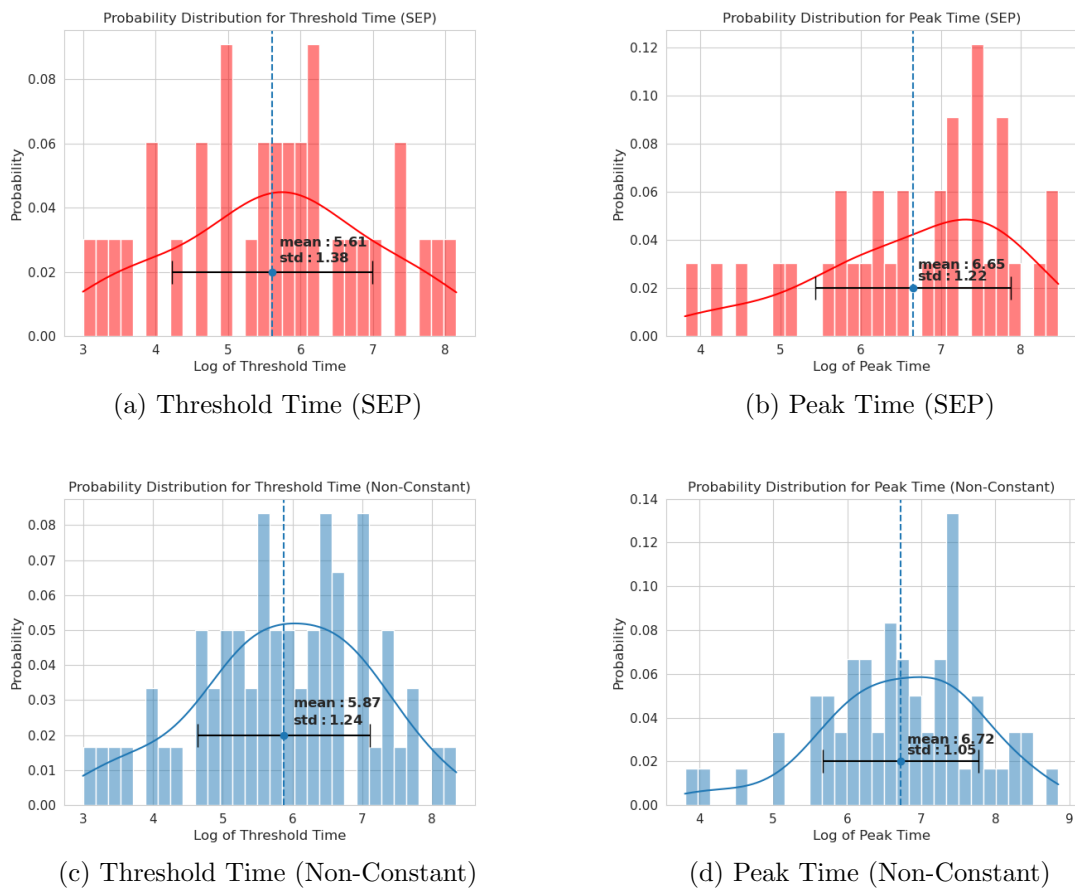 Probability Distribution for Threshold Time (SEP)
Probability
0.08
0.06
0.04
0.02
0.00
mean : 5.61
std : 1.38
3 4 5 6 7 8
Log of Threshold Time
(a) Threshold Time (SEP)
Probability Distribution for Peak Time (SEP)
Probability
0.12
0.10
0.08
0.06
0.04
0.02
0.00
mean : 6.65
std : 1.22
4 5 6 7 8
Log of Peak Time
(b) Peak Time (SEP)
Probability Distribution for Threshold Time (Non-Constant)
Probability
0.08
0.07
0.06
0.05
0.04
0.03
0.02
0.01
0.00
mean : 5.87
std : 1.24
3 4 5 6 7 8
Log of Threshold Time
(c) Threshold Time (Non-Constant)
Probability Distribution for Peak Time (Non-Constant)
Probability
0.14
0.12
0.10
0.08
0.06
0.04
0.02
0.00
mean : 6.72
std : 1.05
4 5 6 7 8 9
Log of Peak Time
(d) Peak Time (Non-Constant)